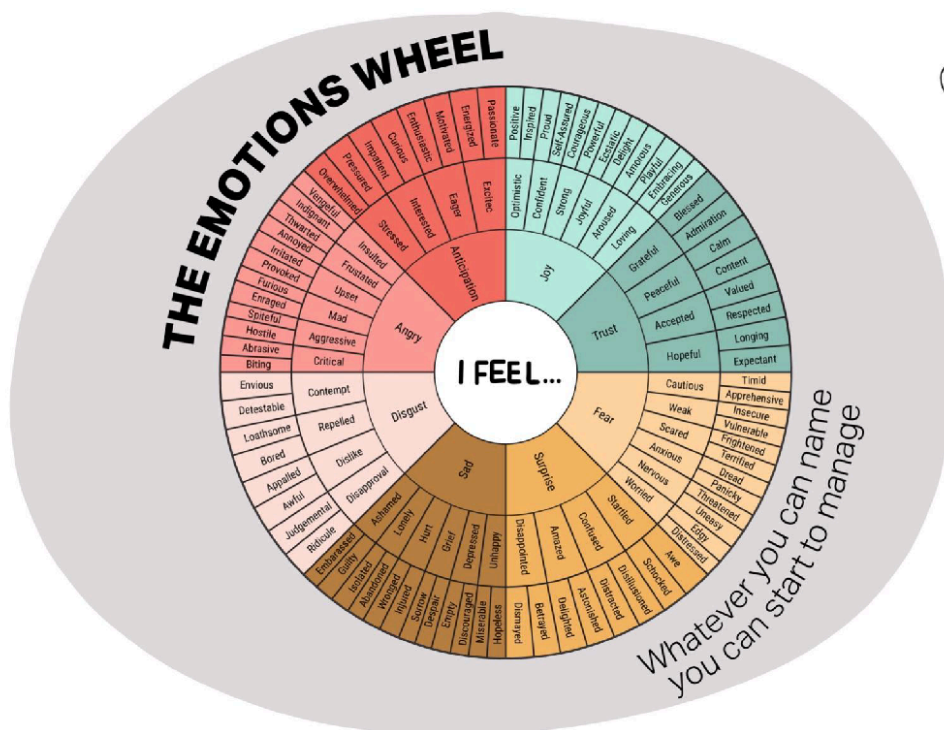 THE EMOTIONS WHEEL
I FEEL...
Anticipation
Joy
Trust
Fear
Surprise
Sad
Disgust
Angry
Stressed
Interested
Eager
Excited
Optimistic
Confident
Strong
Joyful
Aroused
Loving
Grateful
Peaceful
Accepted
Hopeful
Cautious
Weak
Scared
Anxious
Nervous
Worried
Startled
Confused
Amazed
Disappointed
Unhappy
Depressed
Grief
Hurt
Lonely
Ashamed
Disapproval
Dislike
Repelled
Contempt
Critical
Aggressive
Mad
Upset
Frustated
Insulted
Overwhelmed
Pressured
Impatient
Curious
Enthusiastic
Motivated
Energized
Passionate
Positive
Inspired
Proud
Self-Assured
Courageous
Powerful
Ecstatic
Delight
Amorous
Playful
Embracing
Generous
Blessed
Admiration
Calm
Content
Valued
Respected
Longing
Expectant
Timid
Apprehensive
Insecure
Vulnerable
Frightened
Terrified
Dread
Panicky
Threatened
Uneasy
Edgy
Distressed
Awe
Schocked
Disillusioned
Distracted
Astonished
Delighted
Betrayed
Dismayed
Hopeless
Miserable
Discouraged
Empty
Despair
Sorrow
Injured
Wronged
Abandoned
Isolated
Guilty
Embarassed
Ridicule
Judgemental
Awful
Appalled
Bored
Loathsome
Detestable
Envious
Biting
Abrasive
Hostile
Spiteful
Enraged
Furious
Provoked
Irritated
Annoyed
Thwarted
Indignant
Vengeful
Whatever you can name
you can start to manage